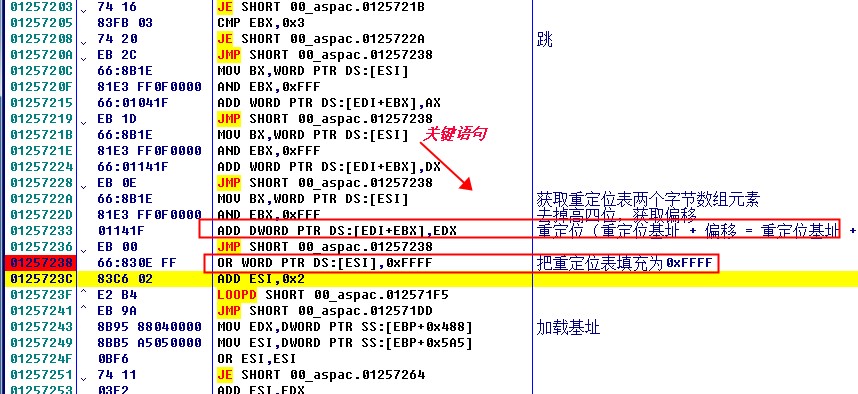 01257203 74 16 JE SHORT 00_aspac.0125721B
01257205 83FB 03 CMP EBX,0x3
01257208 74 20 JE SHORT 00_aspac.0125722A 跳
0125720A EB 2C JMP SHORT 00_aspac.01257238
0125720C 66:8B1E MOV BX,WORD PTR DS:[ESI]
0125720F 81E3 FF0F0000 AND EBX,0xFFF
01257215 66:01041F ADD WORD PTR DS:[EDI+EBX],AX
01257219 EB 1D JMP SHORT 00_aspac.01257238
0125721B 66:8B1E MOV BX,WORD PTR DS:[ESI] 关键语句
0125721E 81E3 FF0F0000 AND EBX,0xFFF
01257224 66:01141F ADD WORD PTR DS:[EDI+EBX],DX
01257228 EB 0E JMP SHORT 00_aspac.01257238
0125722A 66:8B1E MOV BX,WORD PTR DS:[ESI] 获取重定位表两个字节数组元素
0125722D 81E3 FF0F0000 AND EBX,0xFFF 去掉高四位，获取偏移
01257233 01141F ADD DWORD PTR DS:[EDI+EBX],EDX 重定位（重定位基址 + 偏移 = 重定位基址 +
01257236 EB 00 JMP SHORT 00_aspac.01257238
01257238 66:830E FF OR WORD PTR DS:[ESI],0xFFFF 把重定位表填充为0xFFFF
0125723C 83C6 02 ADD ESI,0x2
0125723F E2 B4 LOOPD SHORT 00_aspac.012571F5
01257241 EB 9A JMP SHORT 00_aspac.012571DD
01257243 8B95 88040000 MOV EDX,DWORD PTR SS:[EBP+0x488] 加载基址
01257249 8BB5 A5050000 MOV ESI,DWORD PTR SS:[EBP+0x5A5]
0125724F 0BF6 OR ESI,ESI
01257251 74 11 JE SHORT 00_aspac.01257264
01257253 03F2 ADD ESI,EDX